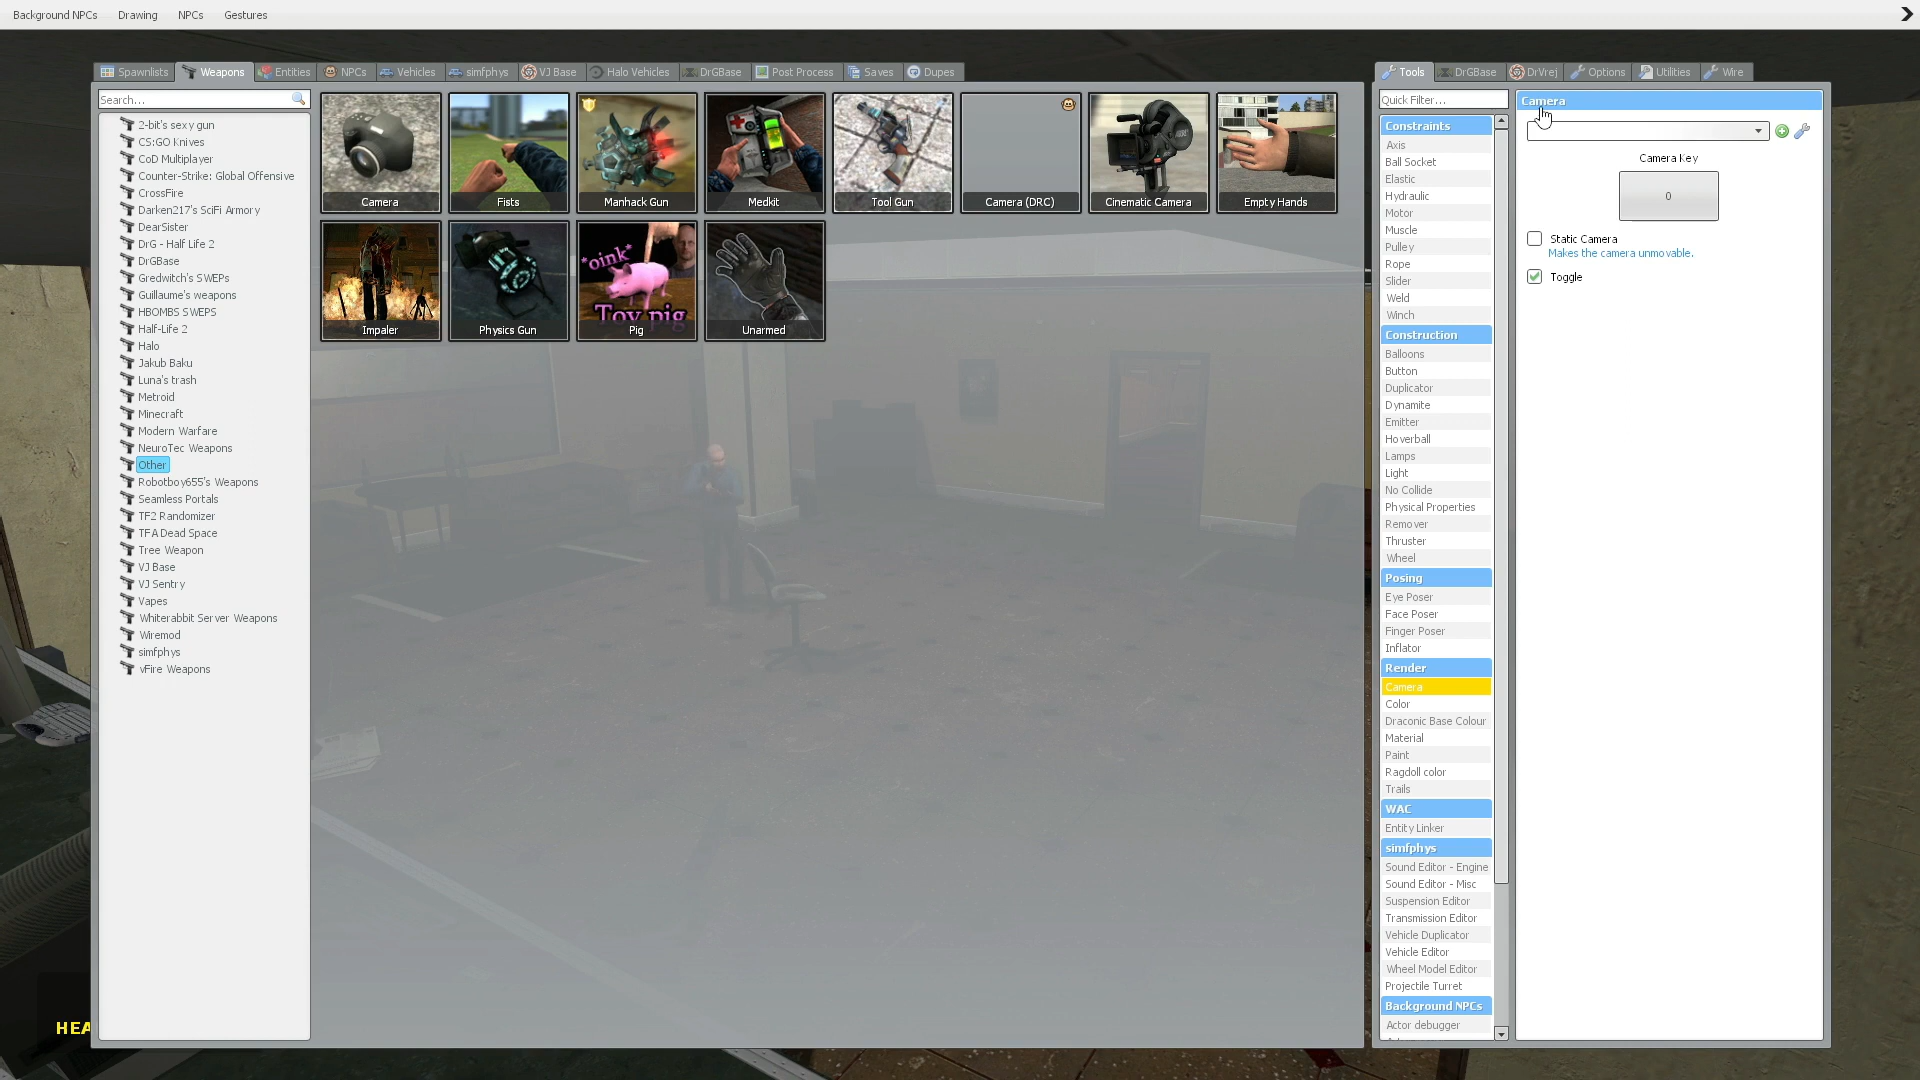 Background NPCs Drawing NPCs Gestures
Spawnlists Weapons Entities NPCs Vehicles simfphys VJ Base Halo Vehicles DrGBase Post Process Saves Dupes
Search...
2-bit's sexy gun
CS:GO Knives
CoD Multiplayer
Counter-Strike: Global Offensive
CrossFire
Darken217's SciFi Armory
DearSister
DrG - Half Life 2
DrGBase
Gredwitch's SWEPs
Guillaume's weapons
HBOMBS SWEPS
Half-Life 2
Halo
Jakub Baku
Luna's trash
Metroid
Minecraft
Modern Warfare
NeuroTec Weapons
Other
Robotboy655's Weapons
Seamless Portals
TF2 Randomizer
TFA Dead Space
Tree Weapon
VJ Base
VJ Sentry
Vapes
Whiterabbit Server Weapons
Wiremod
simfphys
vFire Weapons
Camera Fists Manhack Gun Medkit Tool Gun Camera (DRC) Cinematic Camera Empty Hands
*oink*
Toy pig
Impaler Physics Gun Pig Unarmed
HEA
Tools DrGBase DrVrej Options Utilities Wire
Quick Filter...
Constraints
Axis
Ball Socket
Elastic
Hydraulic
Motor
Muscle
Pulley
Rope
Slider
Weld
Winch
Construction
Balloons
Button
Duplicator
Dynamite
Emitter
Hoverball
Lamps
Light
No Collide
Physical Properties
Remover
Thruster
Wheel
Posing
Eye Poser
Face Poser
Finger Poser
Inflator
Render
Camera
Color
Draconic Base Colour
Material
Paint
Ragdoll color
Trails
WAC
Entity Linker
simfphys
Sound Editor - Engine
Sound Editor - Misc
Suspension Editor
Transmission Editor
Vehicle Duplicator
Vehicle Editor
Wheel Model Editor
Projectile Turret
Background NPCs
Actor debugger
Camera
Camera Key
0
Static Camera
Makes the camera unmovable.
Toggle